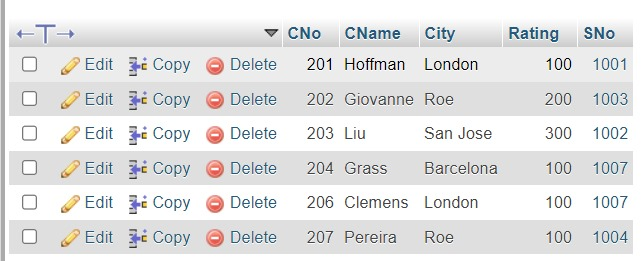 ←T→ CNo CName City Rating SNo
Edit Copy Delete 201 Hoffman London 100 1001
Edit Copy Delete 202 Giovanne Roe 200 1003
Edit Copy Delete 203 Liu San Jose 300 1002
Edit Copy Delete 204 Grass Barcelona 100 1007
Edit Copy Delete 206 Clemens London 100 1007
Edit Copy Delete 207 Pereira Roe 100 1004